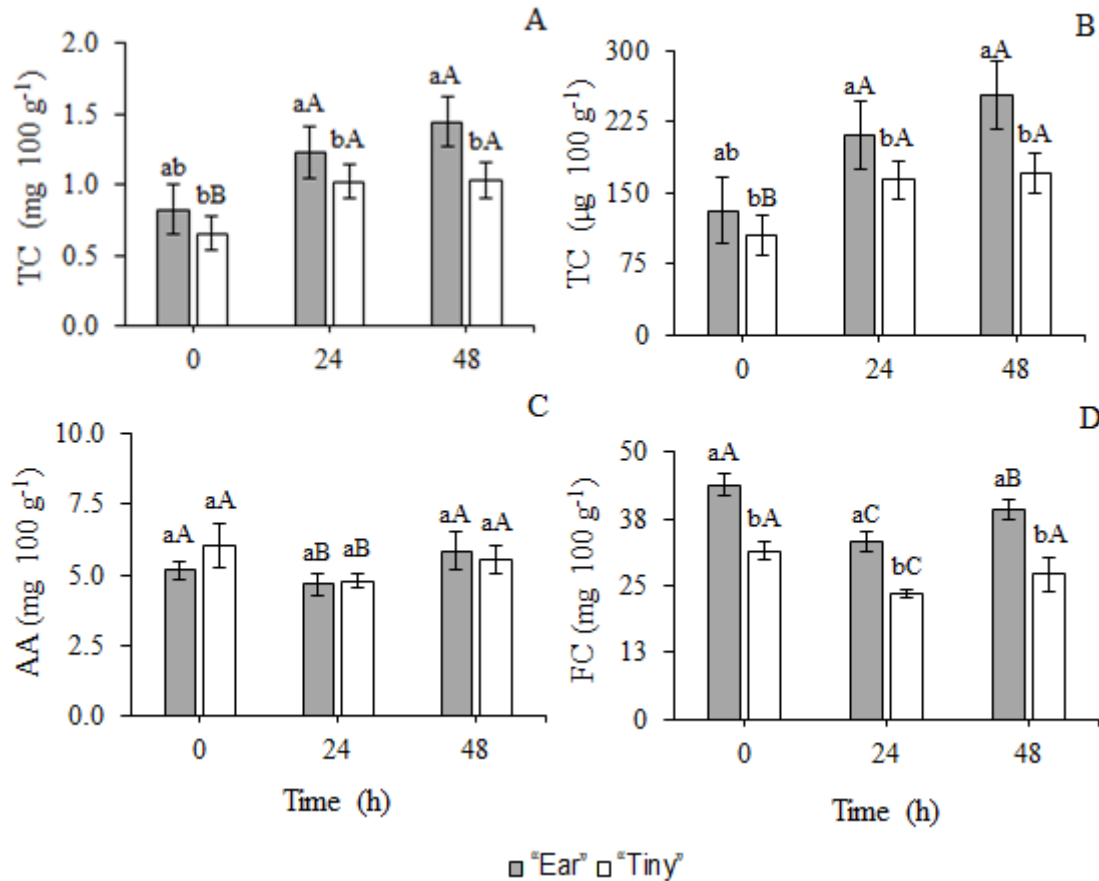 A
TC (mg 100 g⁻¹)
2.0
1.5
1.0
0.5
0.0
ab
bB
aA
bA
aA
bA
0
24
48
B
TC (µg 100 g⁻¹)
300
225
150
75
0
ab
bB
aA
bA
aA
bA
0
24
48
C
AA (mg 100 g⁻¹)
10.0
7.5
5.0
2.5
0.0
aA
aA
aB
aB
aA
aA
0
24
48
Time (h)
D
FC (mg 100 g⁻¹)
50
38
25
13
0
aA
bA
aC
bC
aB
bA
0
24
48
Time (h)
"Ear" "Tiny"